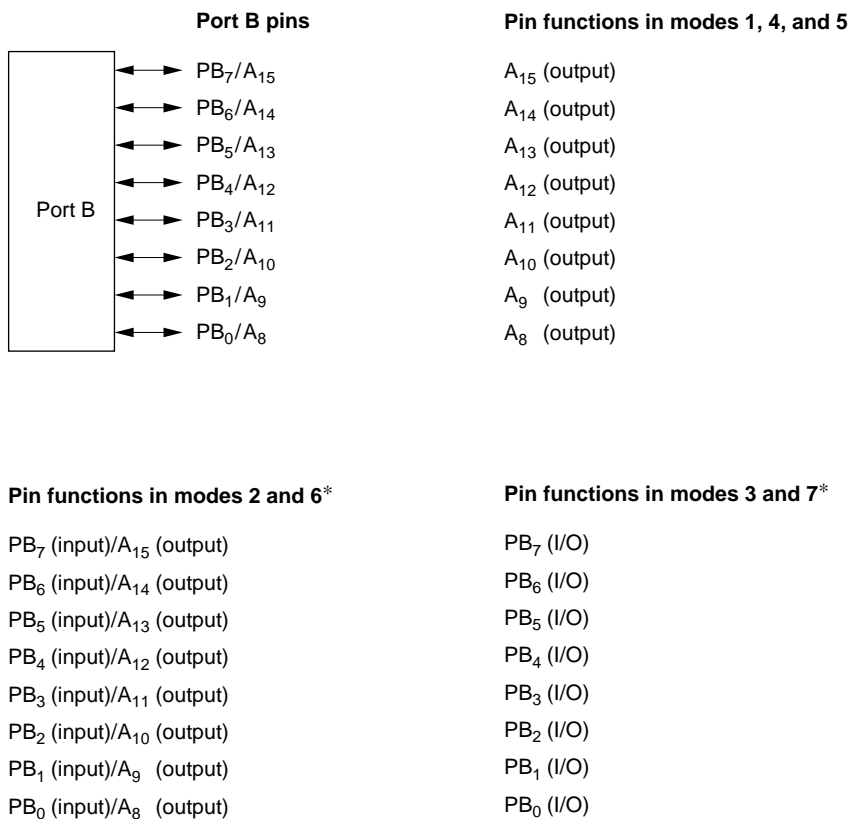 Port B pins Pin functions in modes 1, 4, and 5
PB₇/A₁₅ A₁₅ (output)
PB₆/A₁₄ A₁₄ (output)
PB₅/A₁₃ A₁₃ (output)
PB₄/A₁₂ A₁₂ (output)
Port B
PB₃/A₁₁ A₁₁ (output)
PB₂/A₁₀ A₁₀ (output)
PB₁/A₉ A₉ (output)
PB₀/A₈ A₈ (output)
Pin functions in modes 2 and 6* Pin functions in modes 3 and 7*
PB₇ (input)/A₁₅ (output) PB₇ (I/O)
PB₆ (input)/A₁₄ (output) PB₆ (I/O)
PB₅ (input)/A₁₃ (output) PB₅ (I/O)
PB₄ (input)/A₁₂ (output) PB₄ (I/O)
PB₃ (input)/A₁₁ (output) PB₃ (I/O)
PB₂ (input)/A₁₀ (output) PB₂ (I/O)
PB₁ (input)/A₉ (output) PB₁ (I/O)
PB₀ (input)/A₈ (output) PB₀ (I/O)